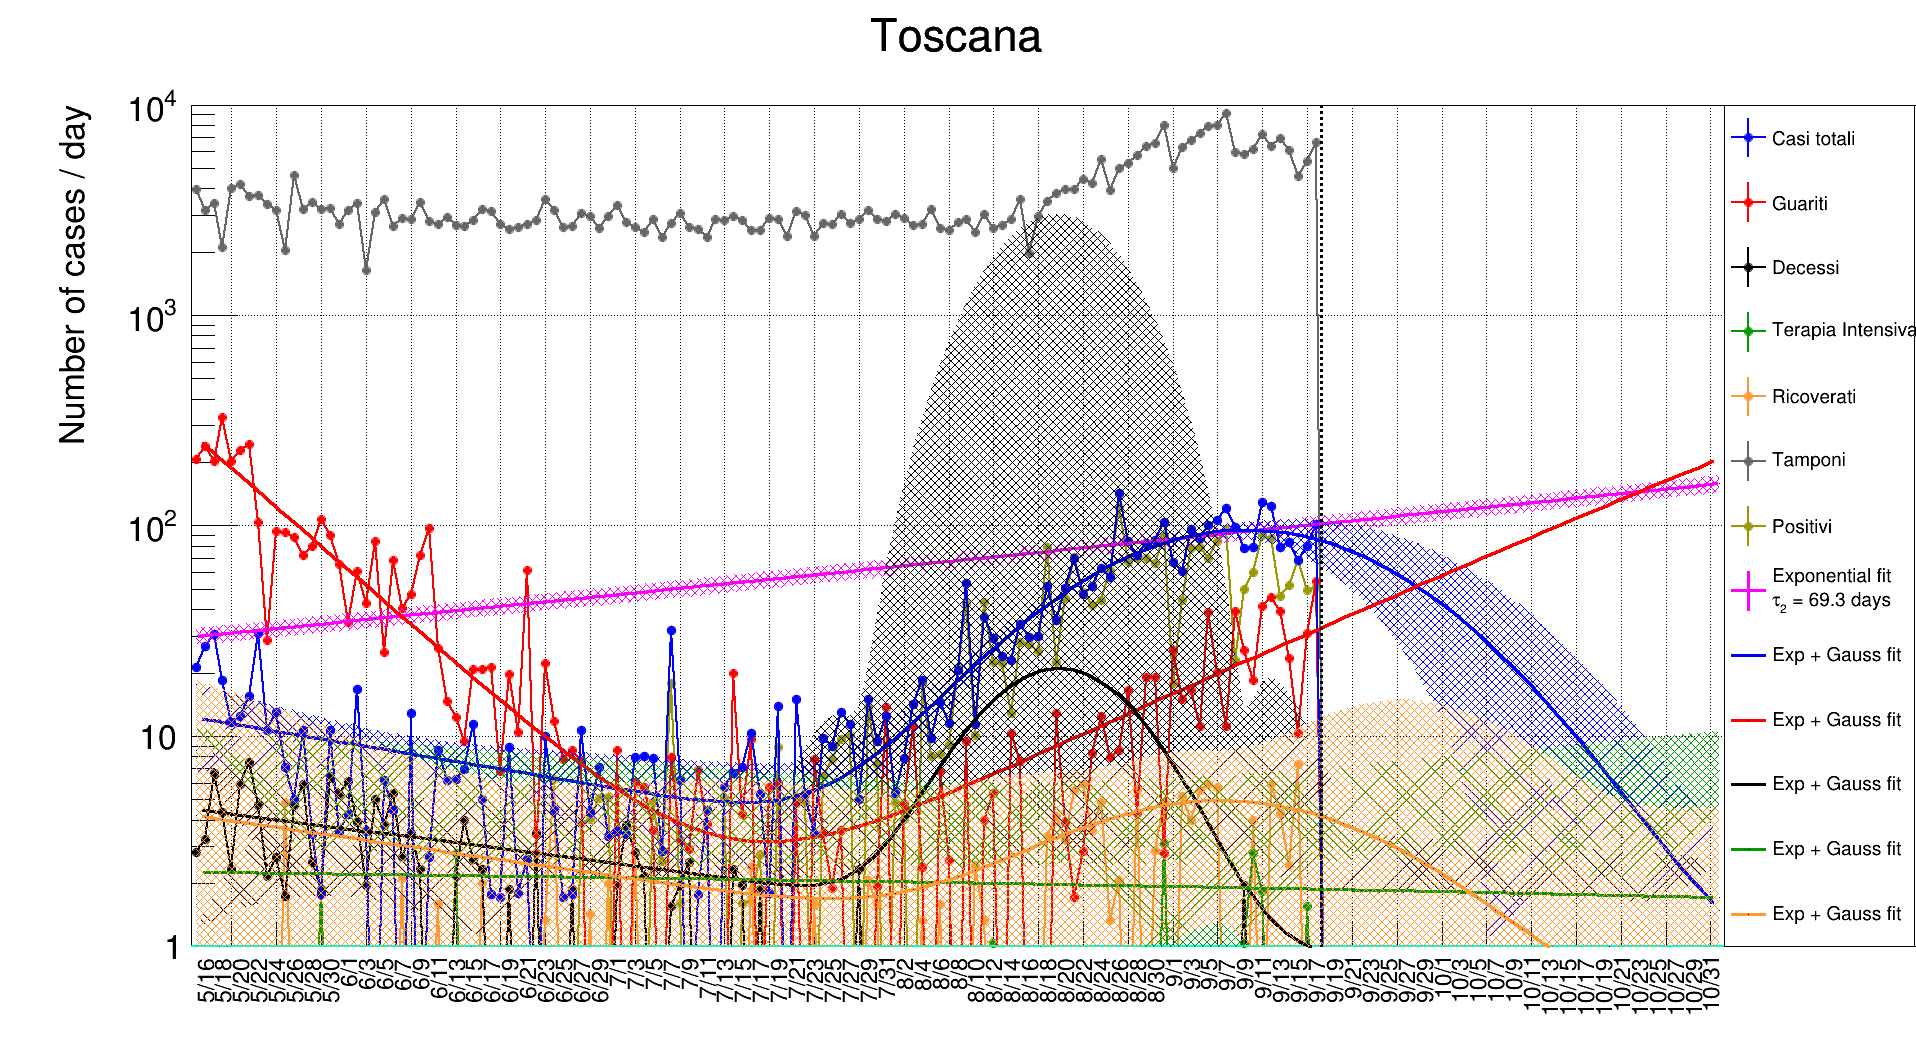 Toscana
Number of cases / day
10^4
10^3
10^2
10
1
5/16 5/18 5/20 5/22 5/24 5/26 5/28 5/30 6/1 6/3 6/5 6/7 6/9 6/11 6/13 6/15 6/17 6/19 6/21 6/23 6/25 6/27 6/29 7/1 7/3 7/5 7/7 7/9 7/11 7/13 7/15 7/17 7/19 7/21 7/23 7/25 7/27 7/29 7/31 8/2 8/4 8/6 8/8 8/10 8/12 8/14 8/16 8/18 8/20 8/22 8/24 8/26 8/28 8/30 9/1 9/3 9/5 9/7 9/9 9/11 9/13 9/15 9/17 9/19 9/21 9/23 9/25 9/27 9/29 10/1 10/3 10/5 10/7 10/9 10/11 10/13 10/15 10/17 10/19 10/21 10/23 10/25 10/27 10/29 10/31
Casi totali
Guariti
Decessi
Terapia Intensiva
Ricoverati
Tamponi
Positivi
Exponential fit
τ₂ = 69.3 days
Exp + Gauss fit
Exp + Gauss fit
Exp + Gauss fit
Exp + Gauss fit
Exp + Gauss fit